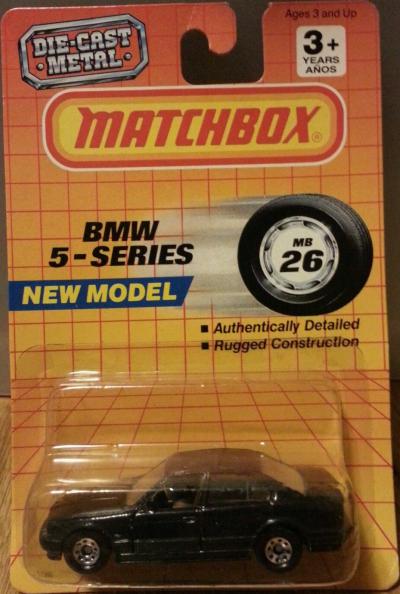 Ages 3 and Up
DIE-CAST
METAL
3+
YEARS
AÑOS
MATCHBOX®
BMW
5-SERIES
MB
26
NEW MODEL
■ Authentically Detailed
■ Rugged Construction